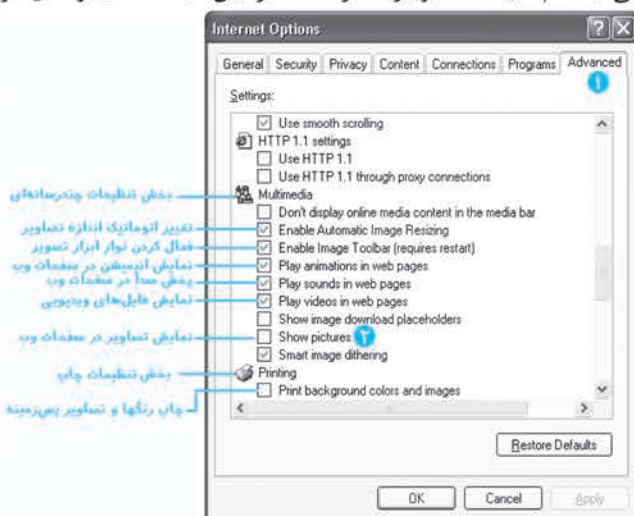 Internet Options
General Security Privacy Content Connections Programs Advanced
۱
Settings:
Use smooth scrolling
HTTP 1.1 settings
Use HTTP 1.1
Use HTTP 1.1 through proxy connections
بخش تنظیمات چندرسانه‌ای
Multimedia
Don't display online media content in the media bar
تغییر اتوماتیک اندازه تصاویر
Enable Automatic Image Resizing
فعال کردن نوار ابزار تصویر
Enable Image Toolbar (requires restart)
نمایش انیمیشن در صفحات وب
Play animations in web pages
پخش صدا در صفحات وب
Play sounds in web pages
نمایش فایل‌های ویدیویی
Play videos in web pages
Show image download placeholders
نمایش تصاویر در صفحات وب
Show pictures ۲
Smart image dithering
بخش تنظیمات چاپ
Printing
چاپ رنگها و تصاویر پس‌زمینه
Print background colors and images
Restore Defaults
OK Cancel Apply